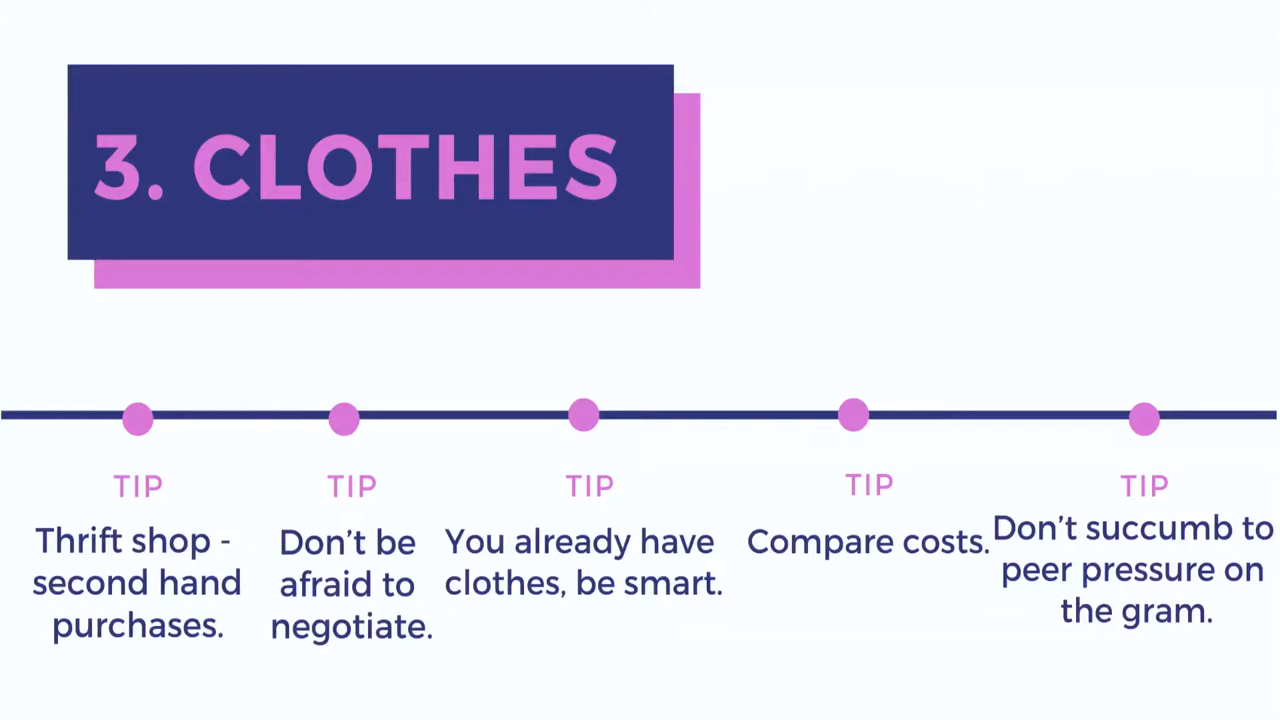 3. CLOTHES
TIP
Thrift shop -
second hand
purchases.
TIP
Don't be
afraid to
negotiate.
TIP
You already have
clothes, be smart.
TIP
Compare costs.
TIP
Don't succumb to
peer pressure on
the gram.